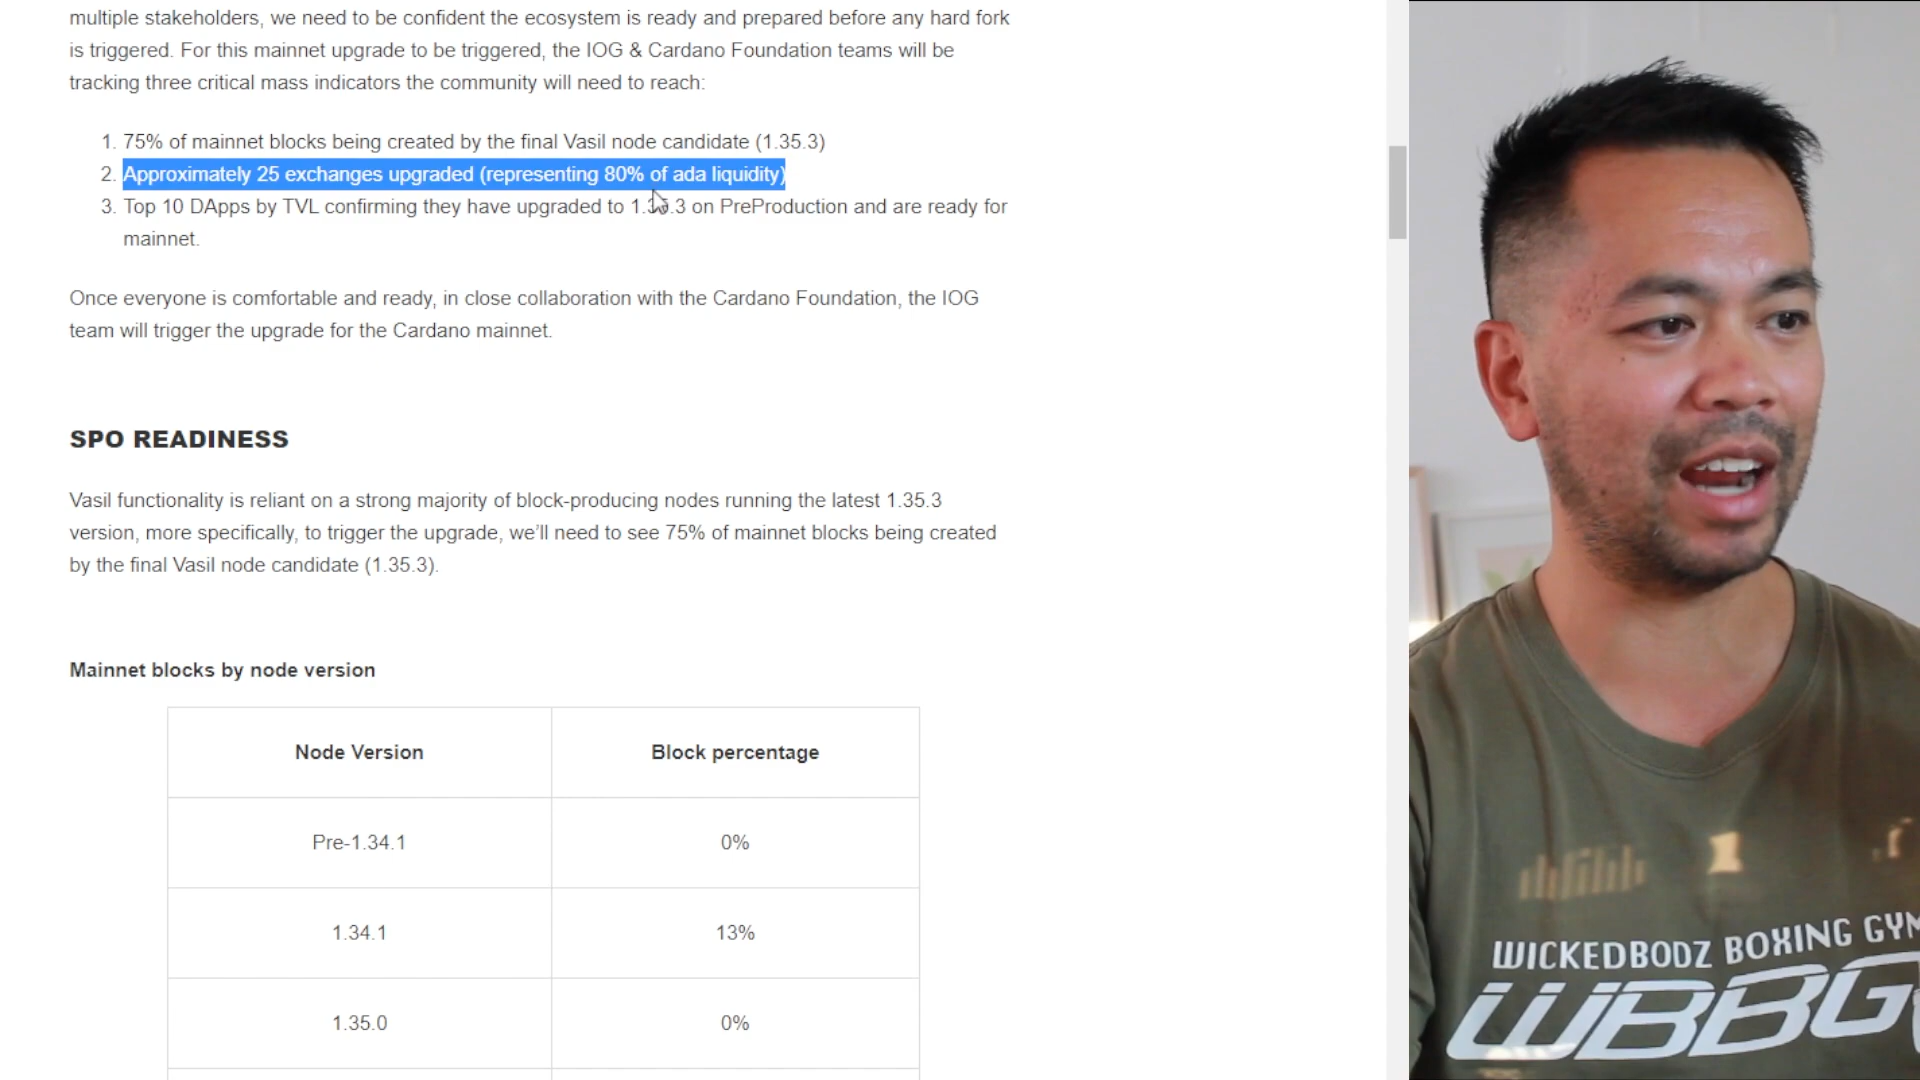 multiple stakeholders, we need to be confident the ecosystem is ready and prepared before any hard fork
is triggered. For this mainnet upgrade to be triggered, the IOG & Cardano Foundation teams will be
tracking three critical mass indicators the community will need to reach:
1. 75% of mainnet blocks being created by the final Vasil node candidate (1.35.3)
2. Approximately 25 exchanges upgraded (representing 80% of ada liquidity)
3. Top 10 DApps by TVL confirming they have upgraded to 1.35.3 on PreProduction and are ready for
mainnet.
Once everyone is comfortable and ready, in close collaboration with the Cardano Foundation, the IOG
team will trigger the upgrade for the Cardano mainnet.
SPO READINESS
Vasil functionality is reliant on a strong majority of block-producing nodes running the latest 1.35.3
version, more specifically, to trigger the upgrade, we’ll need to see 75% of mainnet blocks being created
by the final Vasil node candidate (1.35.3).
Mainnet blocks by node version
Node Version Block percentage
Pre-1.34.1 0%
1.34.1 13%
1.35.0 0%
WICKEDBODZ BOXING GYM
WBBG